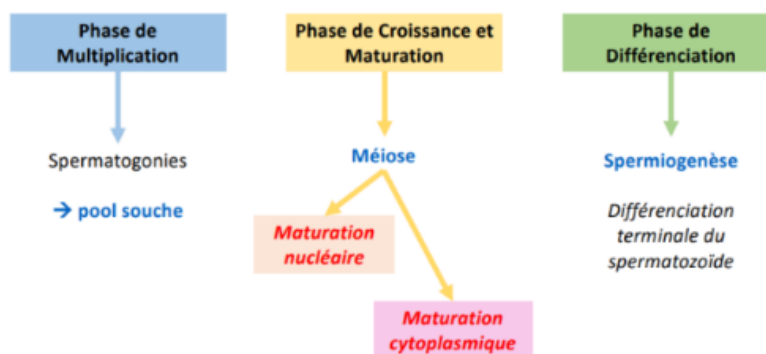 Phase de
Multiplication
Phase de Croissance et
Maturation
Phase de
Différenciation
Spermatogonies
→ pool souche
Méiose
Maturation
nucléaire
Maturation
cytoplasmique
Spermiogenèse
Différenciation
terminale du
spermatozoïde